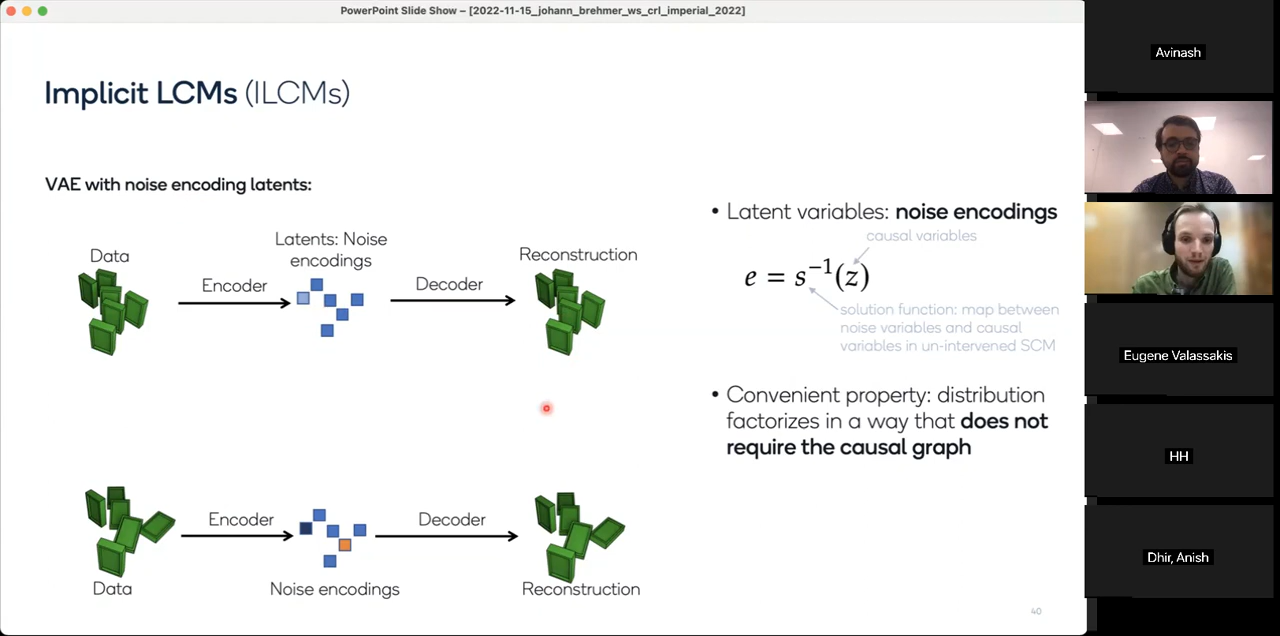 PowerPoint Slide Show – [2022-11-15_johann_brehmer_ws_crl_imperial_2022]
Implicit LCMs (ILCMs)
VAE with noise encoding latents:
Data
Encoder
Latents: Noise
encodings
Decoder
Reconstruction
Data
Encoder
Noise encodings
Decoder
Reconstruction
• Latent variables: noise encodings
causal variables
e = s⁻¹(z)
solution function: map between
noise variables and causal
variables in un-intervened SCM
• Convenient property: distribution
factorizes in a way that does not
require the causal graph
40
Avinash
Eugene Valassakis
HH
Dhir, Anish